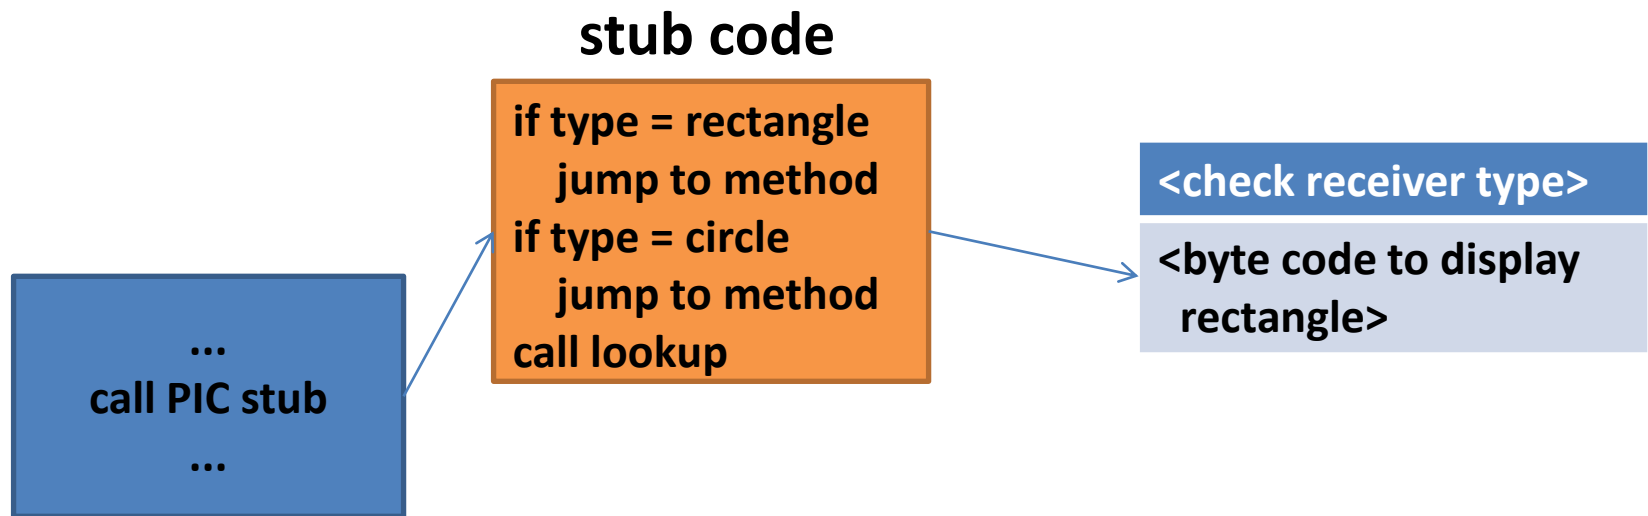 stub code
if type = rectangle
jump to method
if type = circle
jump to method
call lookup
...
call PIC stub
...
<check receiver type>
<byte code to display
rectangle>